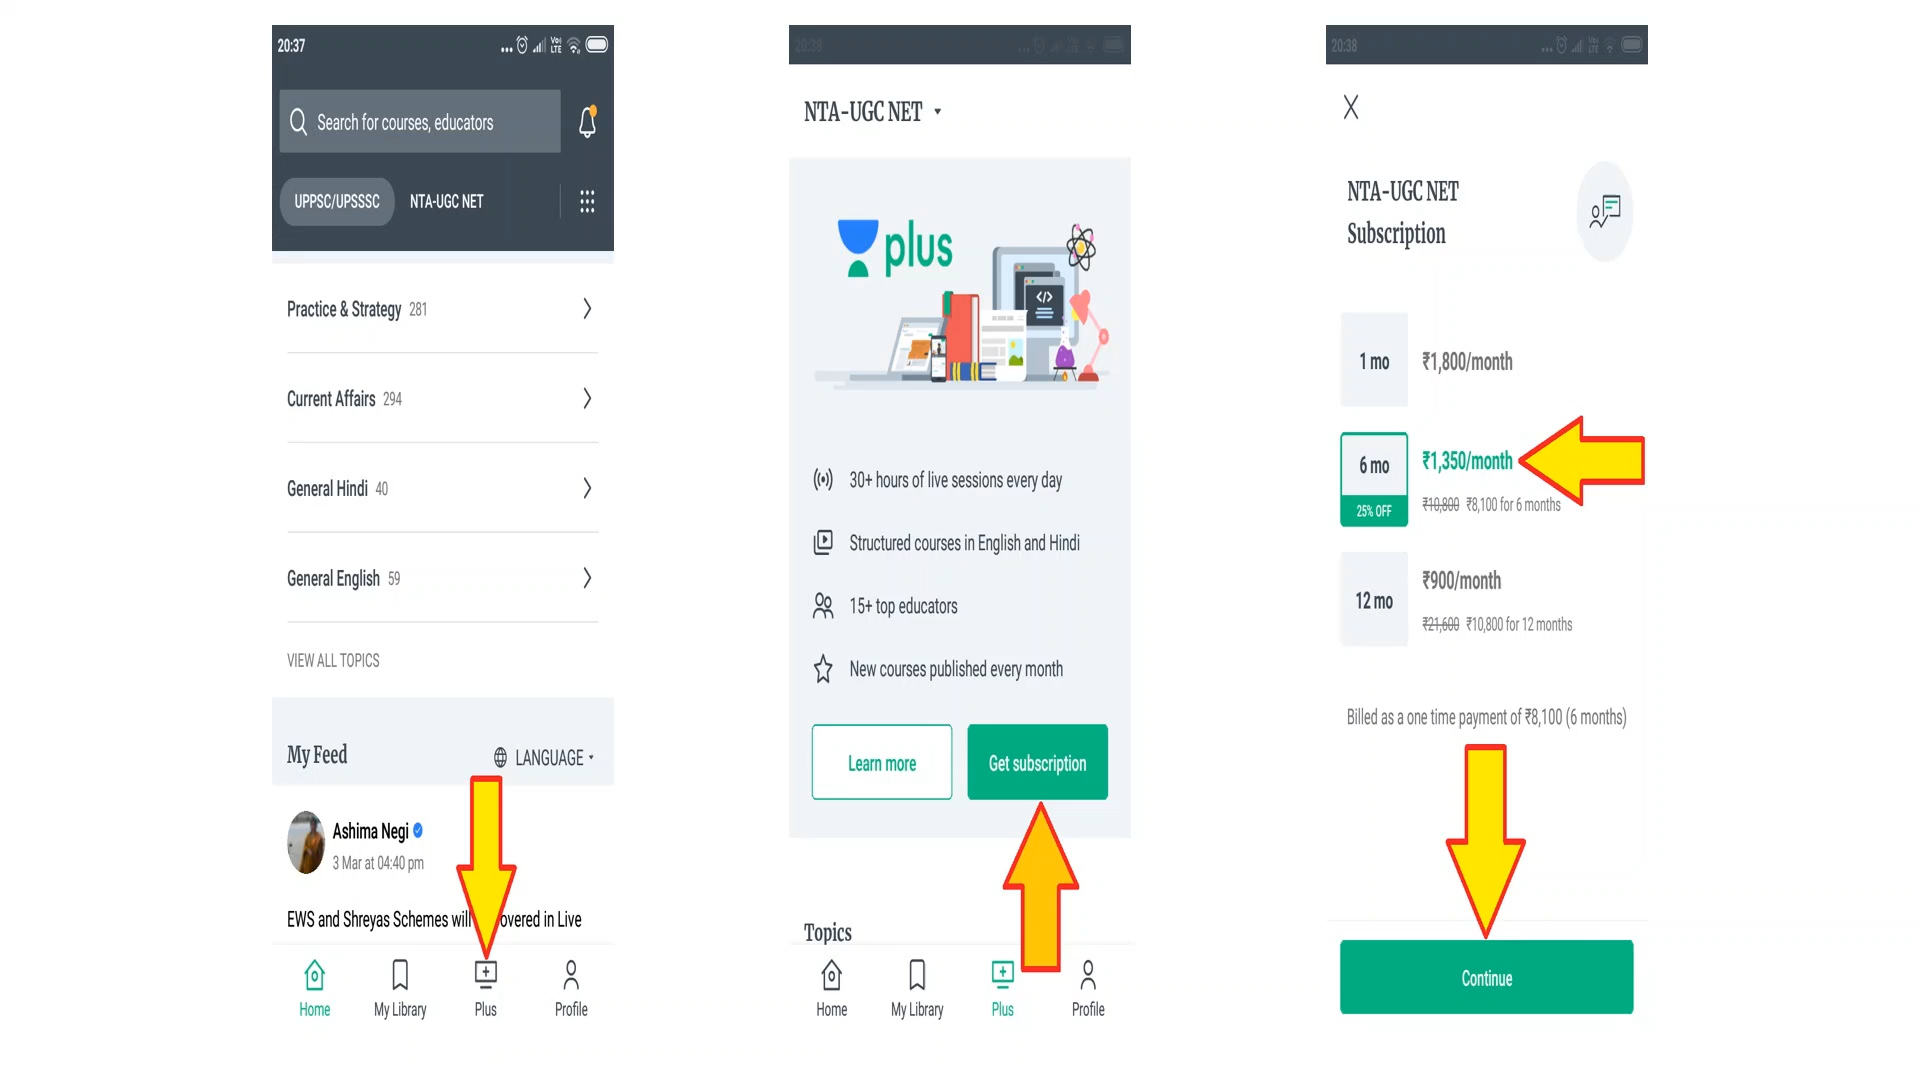 20:37
Search for courses, educators
UPPSC/UPSSSC NTA-UGC NET
Practice & Strategy 281
Current Affairs 294
General Hindi 40
General English 59
VIEW ALL TOPICS
My Feed LANGUAGE
Ashima Negi
3 Mar at 04:40 pm
EWS and Shreyas Schemes will overed in Live
Home My Library Plus Profile
20:38
NTA-UGC NET
plus
30+ hours of live sessions every day
Structured courses in English and Hindi
15+ top educators
New courses published every month
Learn more Get subscription
Topics
Home My Library Plus Profile
20:38
NTA-UGC NET
Subscription
1 mo ₹1,800/month
6 mo ₹1,350/month
25% OFF ₹10,800 ₹8,100 for 6 months
12 mo ₹900/month
₹21,600 ₹10,800 for 12 months
Billed as a one time payment of ₹8,100 (6 months)
Continue